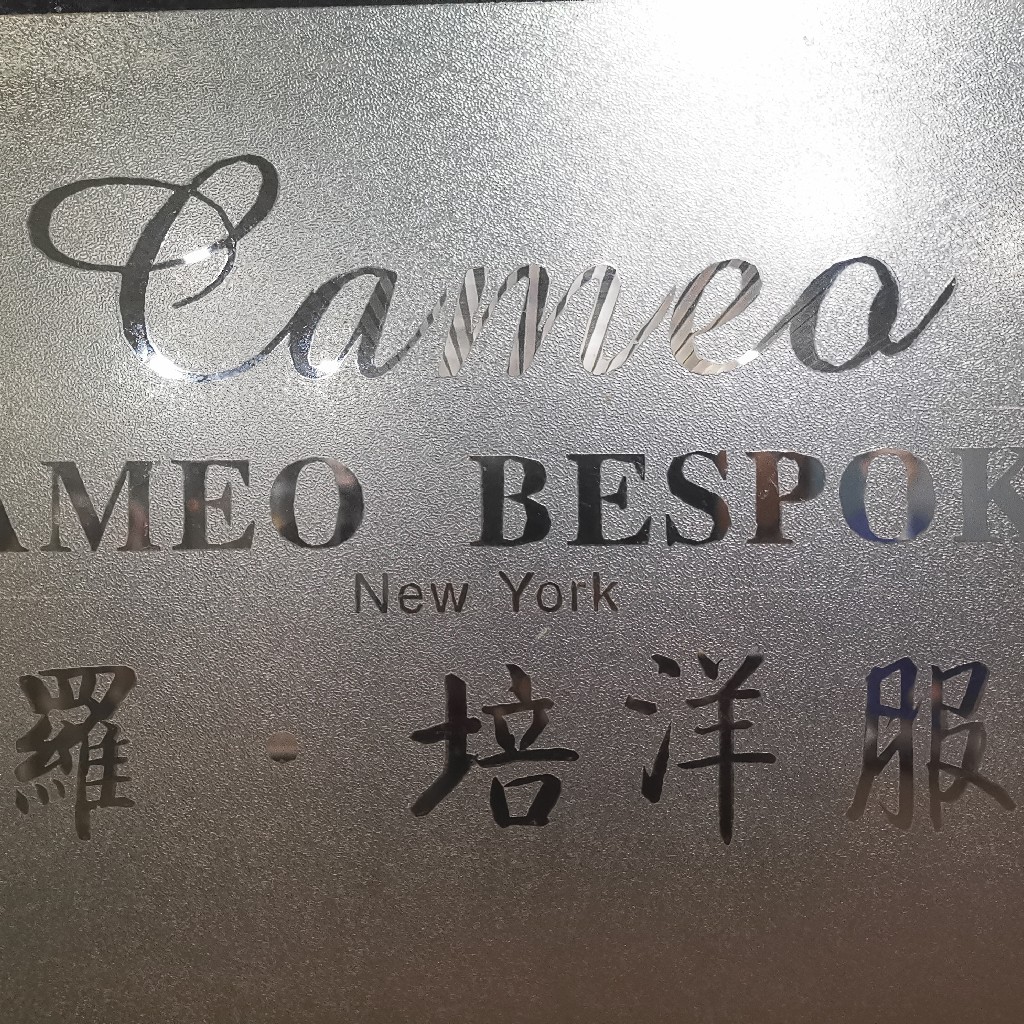 Cameo
AMEO BESPOK
New York
羅·培洋服